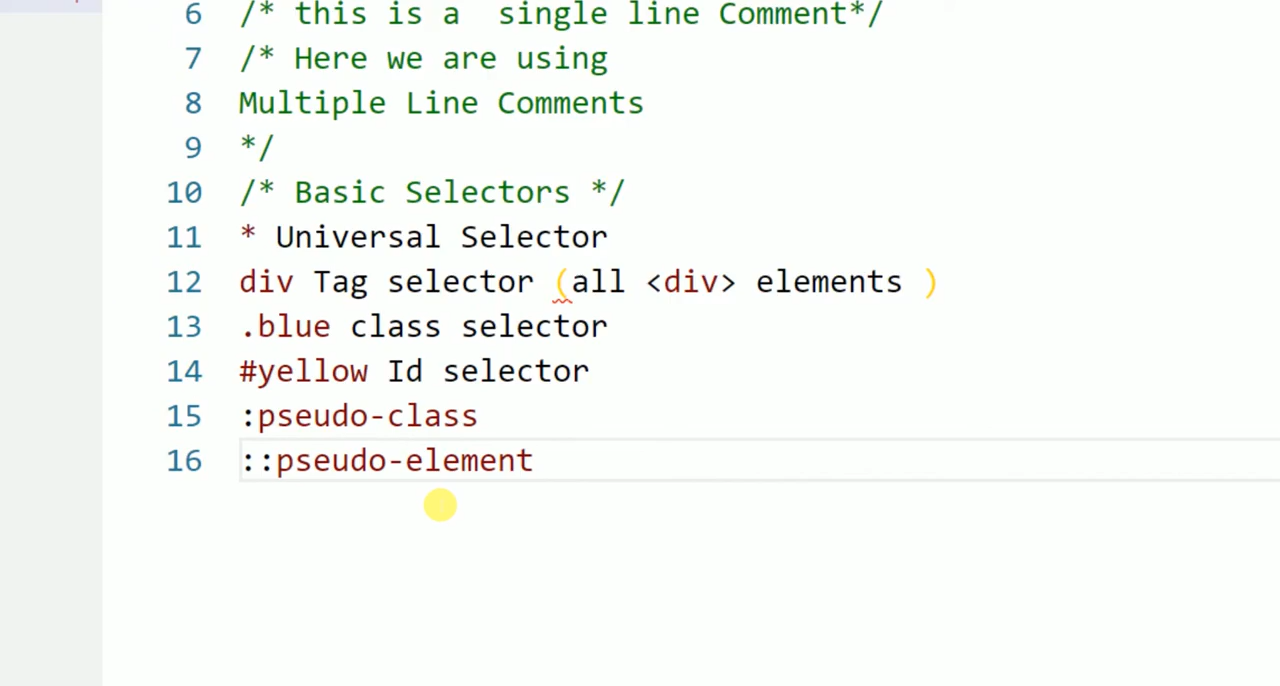 6 /* this is a  single line Comment*/
7 /* Here we are using
8 Multiple Line Comments
9 */
10 /* Basic Selectors */
11 * Universal Selector
12 div Tag selector (all <div> elements )
13 .blue class selector
14 #yellow Id selector
15 :pseudo-class
16 ::pseudo-element